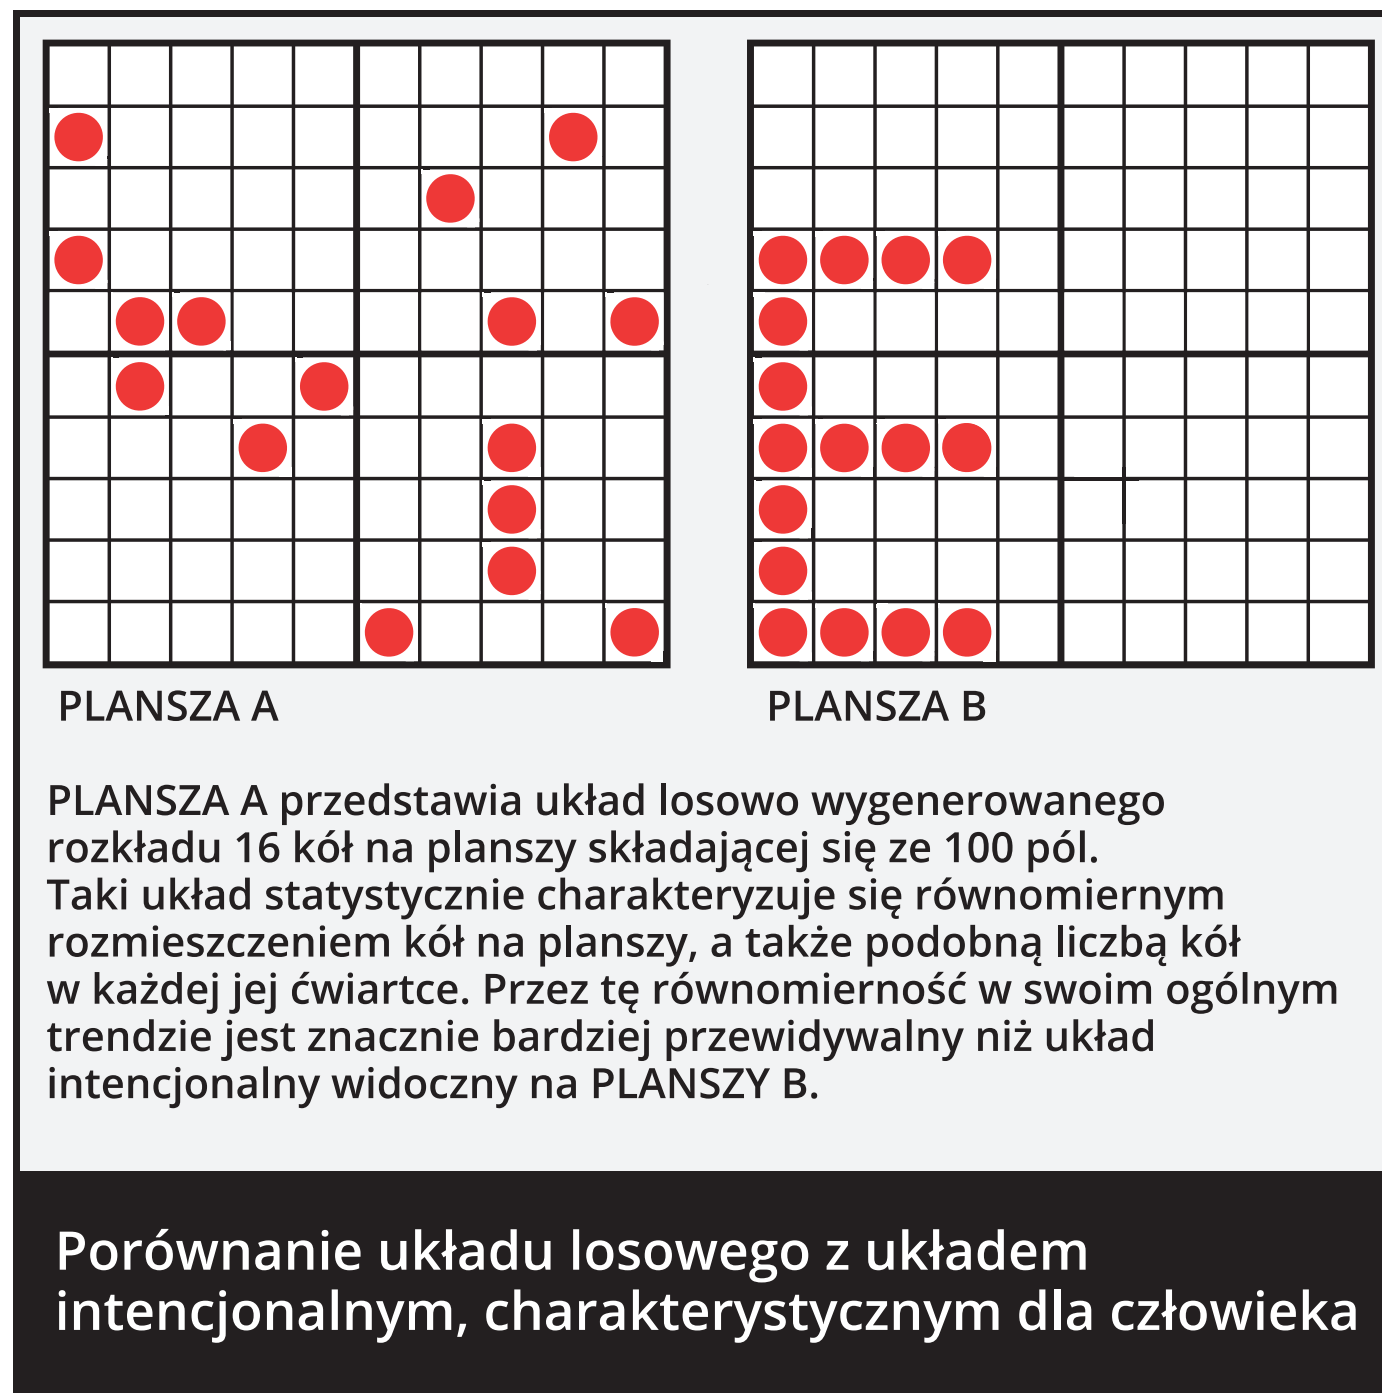 PLANSZA A
PLANSZA B
PLANSZA A przedstawia układ losowo wygenerowanego
rozkładu 16 kół na planszy składającej się ze 100 pól.
Taki układ statystycznie charakteryzuje się równomiernym
rozmieszczeniem kół na planszy, a także podobną liczbą kół
w każdej jej ćwiartce. Przez tę równomierność w swoim ogólnym
trendzie jest znacznie bardziej przewidywalny niż układ
intencjonalny widoczny na PLANSZY B.
Porównanie układu losowego z układem
intencjonalnym, charakterystycznym dla człowieka